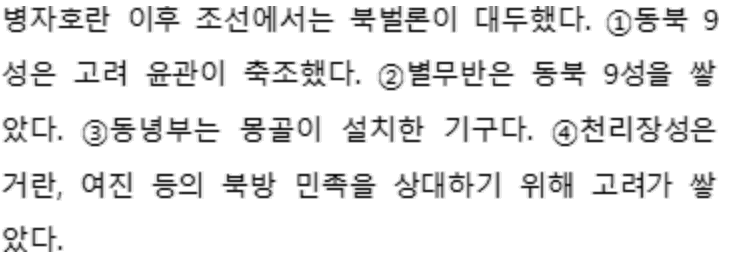 병자호란 이후 조선에서는 북벌론이 대두했다. ①동북 9
성은 고려 윤관이 축조했다. ②별무반은 동북 9성을 쌓
았다. ③동녕부는 몽골이 설치한 기구다. ④천리장성은
거란, 여진 등의 북방 민족을 상대하기 위해 고려가 쌓
았다.